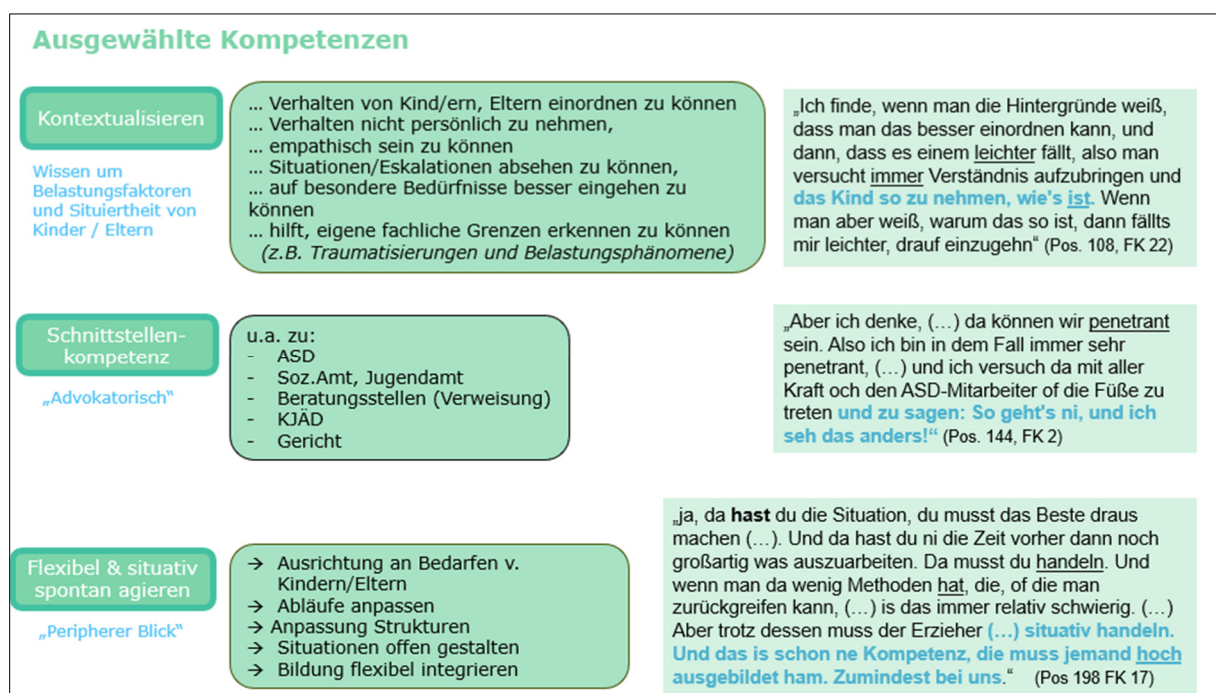 Ausgewählte Kompetenzen
Kontextualisieren
Wissen um
Belastungsfaktoren
und Situiertheit von
Kinder / Eltern
... Verhalten von Kind/ern, Eltern einordnen zu können
... Verhalten nicht persönlich zu nehmen,
... empathisch sein zu können
... Situationen/Eskalationen absehen zu können,
... auf besondere Bedürfnisse besser eingehen zu
können
... hilft, eigene fachliche Grenzen erkennen zu können
(z.B. Traumatisierungen und Belastungsphänomene)
„Ich finde, wenn man die Hintergründe weiß,
dass man das besser einordnen kann, und
dann, dass es einem leichter fällt, also man
versucht immer Verständnis aufzubringen und
das Kind so zu nehmen, wie's ist. Wenn
man aber weiß, warum das so ist, dann fällts
mir leichter, drauf einzugehn“ (Pos. 108, FK 22)
Schnittstellen-
kompetenz
„Advokatorisch“
u.a. zu:
- ASD
- Soz.Amt, Jugendamt
- Beratungsstellen (Verweisung)
- KJÄD
- Gericht
„Aber ich denke, (...) da können wir penetrant
sein. Also ich bin in dem Fall immer sehr
penetrant, (...) und ich versuch da mit aller
Kraft och den ASD-Mitarbeiter of die Füße zu
treten und zu sagen: So geht's ni, und ich
seh das anders!“ (Pos. 144, FK 2)
Flexibel & situativ
spontan agieren
„Peripherer Blick“
→ Ausrichtung an Bedarfen v.
Kindern/Eltern
→ Abläufe anpassen
→ Anpassung Strukturen
→ Situationen offen gestalten
→ Bildung flexibel integrieren
„ja, da hast du die Situation, du musst das Beste draus
machen (...). Und da hast du ni die Zeit vorher dann noch
großartig was auszuarbeiten. Da musst du handeln. Und
wenn man da wenig Methoden hat, die, of die man
zurückgreifen kann, (...) is das immer relativ schwierig. (...)
Aber trotz dessen muss der Erzieher (...) situativ handeln.
Und das is schon ne Kompetenz, die muss jemand hoch
ausgebildet ham. Zumindest bei uns.“ (Pos 198 FK 17)